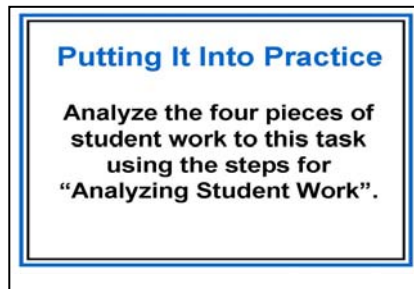 Putting It Into Practice
Analyze the four pieces of
student work to this task
using the steps for
“Analyzing Student Work”.